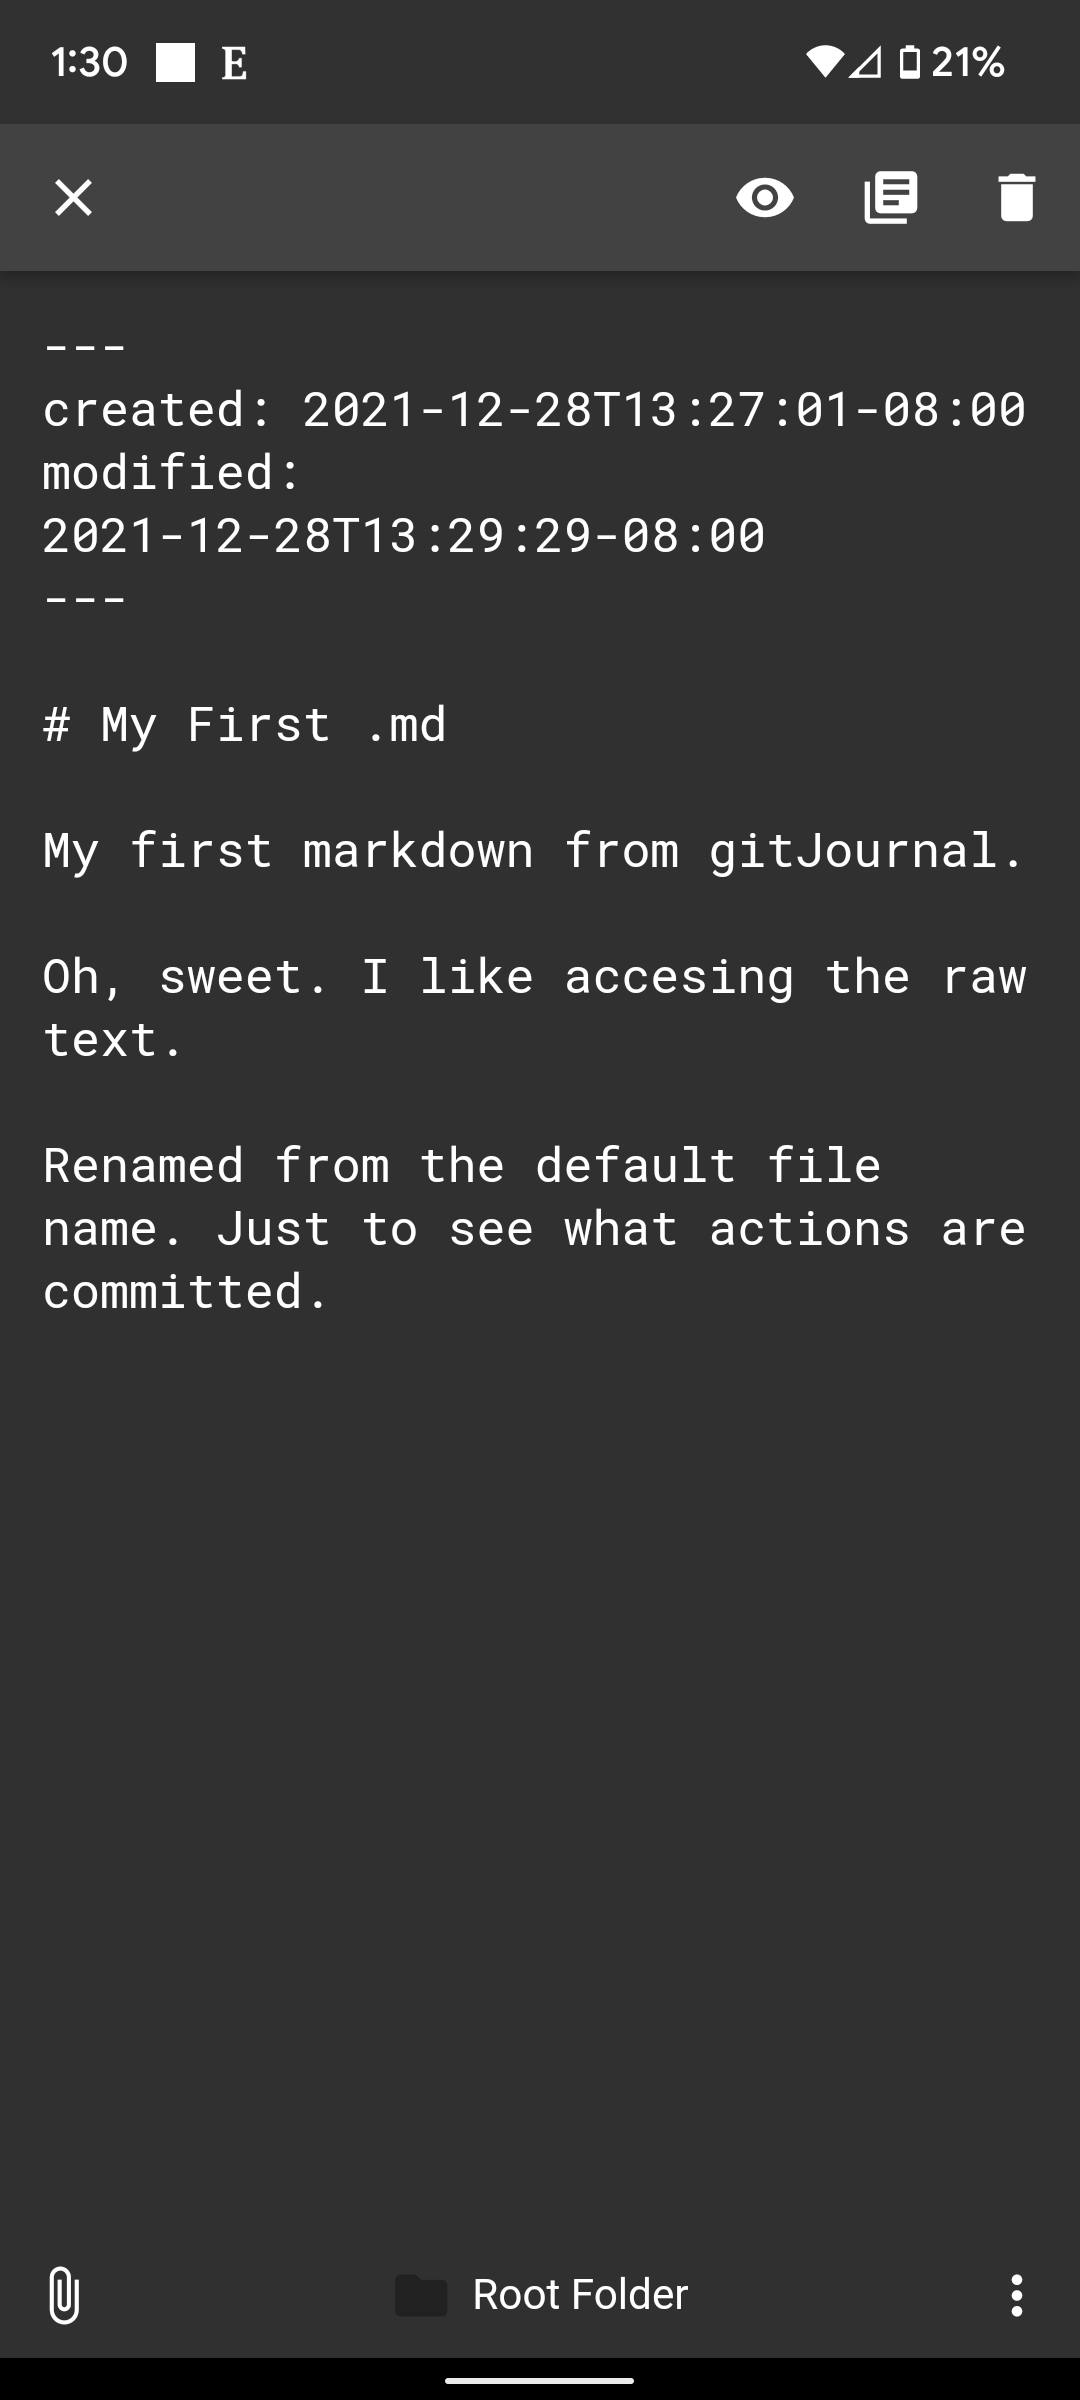 1:30 E 21%
---
created: 2021-12-28T13:27:01-08:00
modified:
2021-12-28T13:29:29-08:00
---
# My First .md
My first markdown from gitJournal.
Oh, sweet. I like accesing the raw
text.
Renamed from the default file
name. Just to see what actions are
committed.
Root Folder